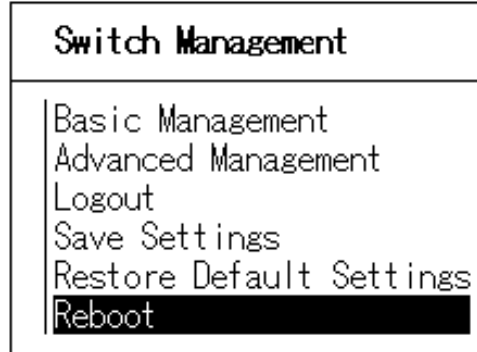 Switch Management
Basic Management
Advanced Management
Logout
Save Settings
Restore Default Settings
Reboot